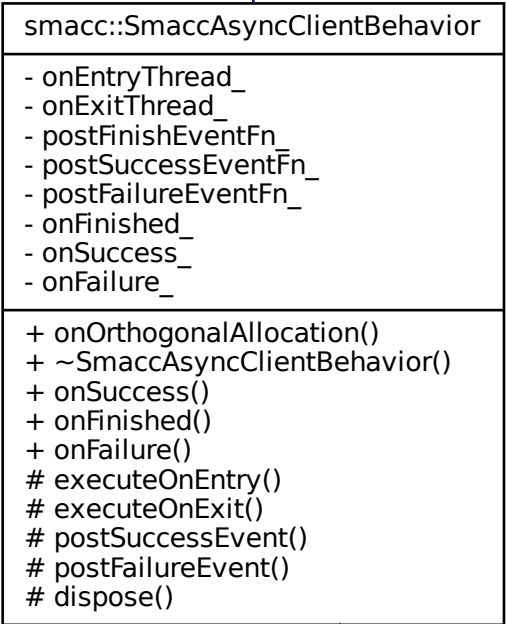 smacc::SmaccAsyncClientBehavior
- onEntryThread_
- onExitThread_
- postFinishEventFn_
- postSuccessEventFn_
- postFailureEventFn_
- onFinished_
- onSuccess_
- onFailure_
+ onOrthogonalAllocation()
+ ~SmaccAsyncClientBehavior()
+ onSuccess()
+ onFinished()
+ onFailure()
# executeOnEntry()
# executeOnExit()
# postSuccessEvent()
# postFailureEvent()
# dispose()